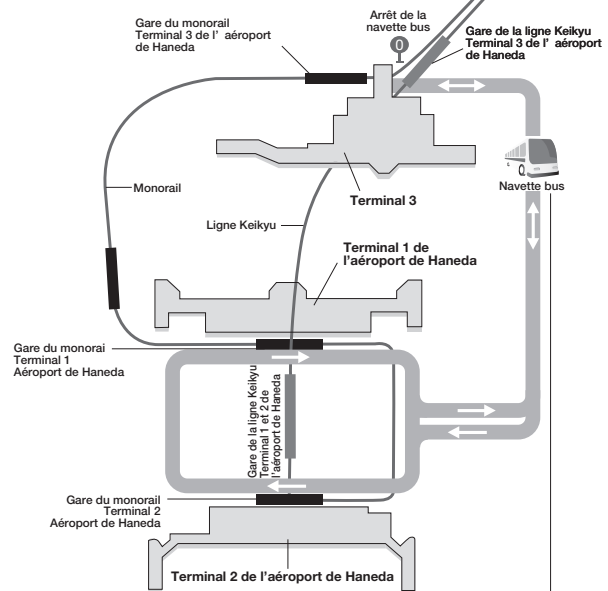 Gare du monorail
Terminal 3 de l’ aéroport
de Haneda
Arrêt de la
navette bus
0
Gare de la ligne Keikyu
Terminal 3 de l’ aéroport
de Haneda
Navette bus
Monorail
Terminal 3
Ligne Keikyu
Terminal 1 de
l’aéroport de Haneda
Gare du monorai
Terminal 1
Aéroport de Haneda
Gare de la ligne Keikyu
Terminal 1 et 2 de
l’aéroport de Haneda
Gare du monorail
Terminal 2
Aéroport de Haneda
Terminal 2 de l’aéroport de Haneda